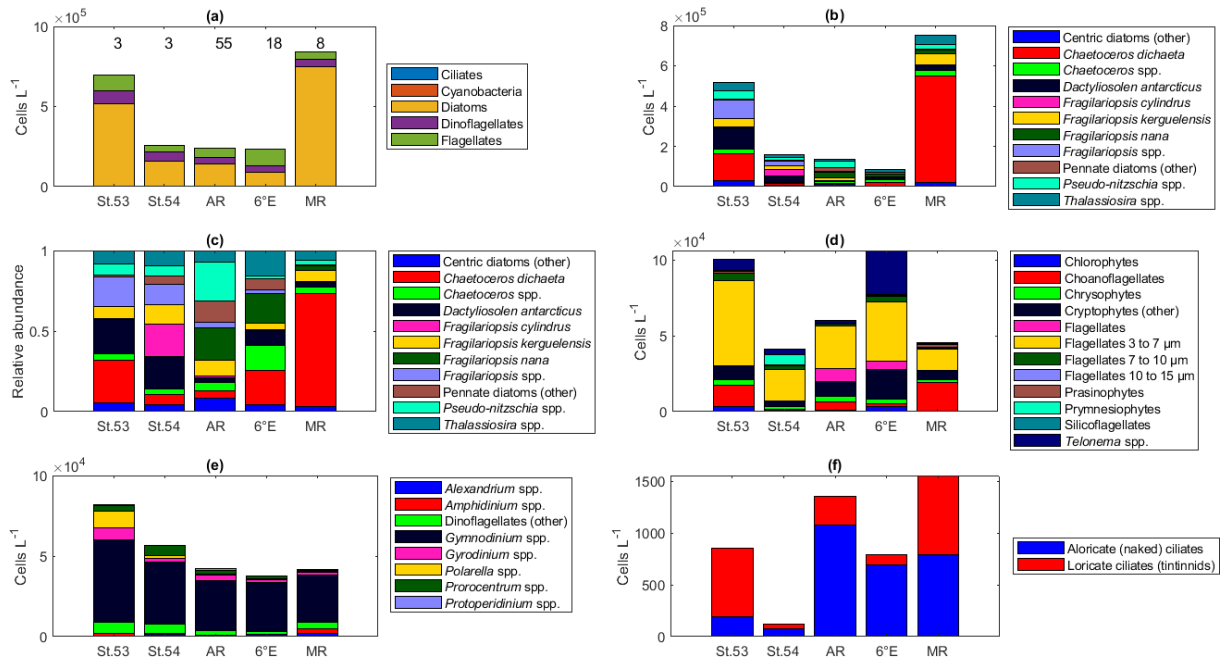 (a)
×10⁵
10
5
0
Cells L⁻¹
3 3 55 18 8
St.53 St.54 AR 6°E MR
Ciliates
Cyanobacteria
Diatoms
Dinoflagellates
Flagellates
(b)
×10⁵
8
6
4
2
0
Cells L⁻¹
St.53 St.54 AR 6°E MR
Centric diatoms (other)
Chaetoceros dichaeta
Chaetoceros spp.
Dactyliosolen antarcticus
Fragilariopsis cylindrus
Fragilariopsis kerguelensis
Fragilariopsis nana
Fragilariopsis spp.
Pennate diatoms (other)
Pseudo-nitzschia spp.
Thalassiosira spp.
(c)
1
0.5
0
Relative abundance
St.53 St.54 AR 6°E MR
Centric diatoms (other)
Chaetoceros dichaeta
Chaetoceros spp.
Dactyliosolen antarcticus
Fragilariopsis cylindrus
Fragilariopsis kerguelensis
Fragilariopsis nana
Fragilariopsis spp.
Pennate diatoms (other)
Pseudo-nitzschia spp.
Thalassiosira spp.
(d)
×10⁴
10
5
0
Cells L⁻¹
St.53 St.54 AR 6°E MR
Chlorophytes
Choanoflagellates
Chrysophytes
Cryptophytes (other)
Flagellates
Flagellates 3 to 7 µm
Flagellates 7 to 10 µm
Flagellates 10 to 15 µm
Prasinophytes
Prymnesiophytes
Silicoflagellates
Telonema spp.
(e)
×10⁴
10
5
0
Cells L⁻¹
St.53 St.54 AR 6°E MR
Alexandrium spp.
Amphidinium spp.
Dinoflagellates (other)
Gymnodinium spp.
Gyrodinium spp.
Polarella spp.
Prorocentrum spp.
Protoperidinium spp.
(f)
1500
1000
500
0
Cells L⁻¹
St.53 St.54 AR 6°E MR
Aloricate (naked) ciliates
Loricate ciliates (tintinnids)